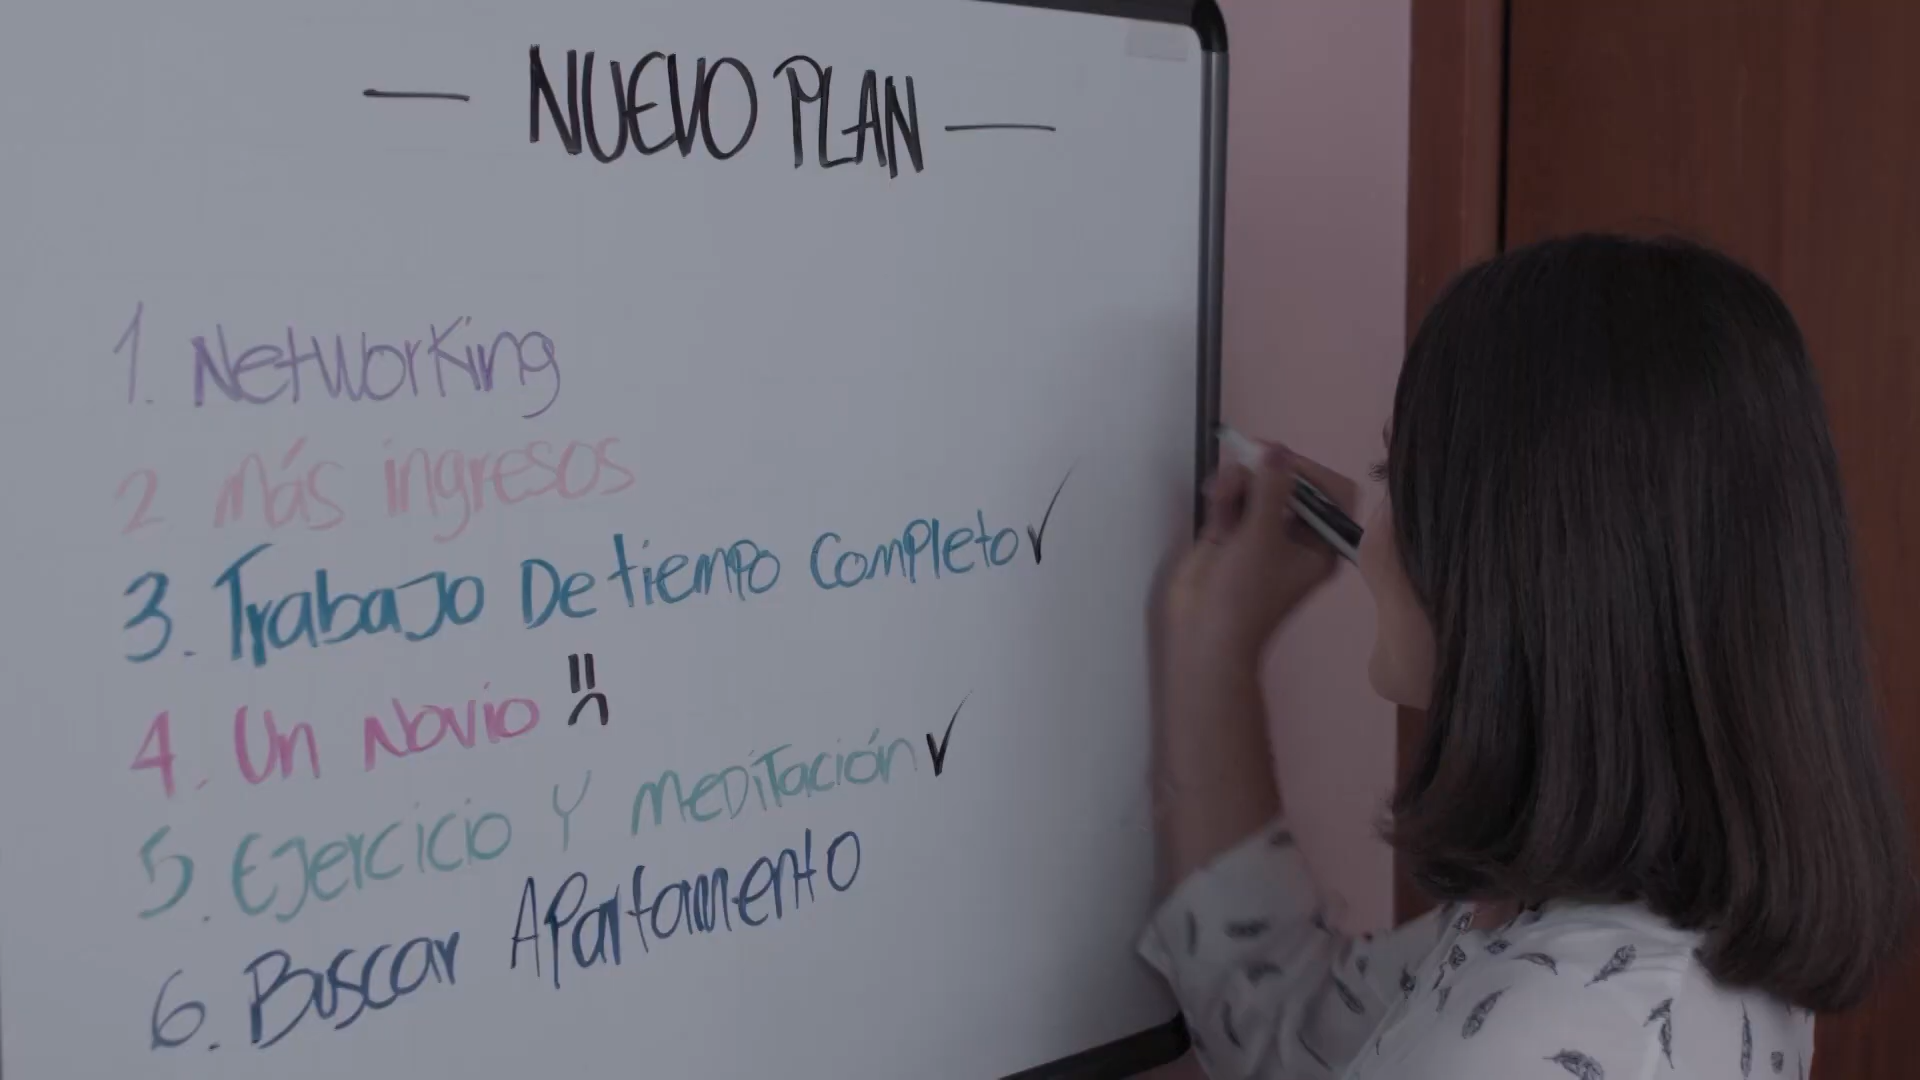 — NUEVO PLAN —
1. Networking
2 más ingresos
3. Trabajo De tiempo Completo ✓
4. Un Novio
5. Ejercicio Y meditación ✓
6. Buscar Apartamento